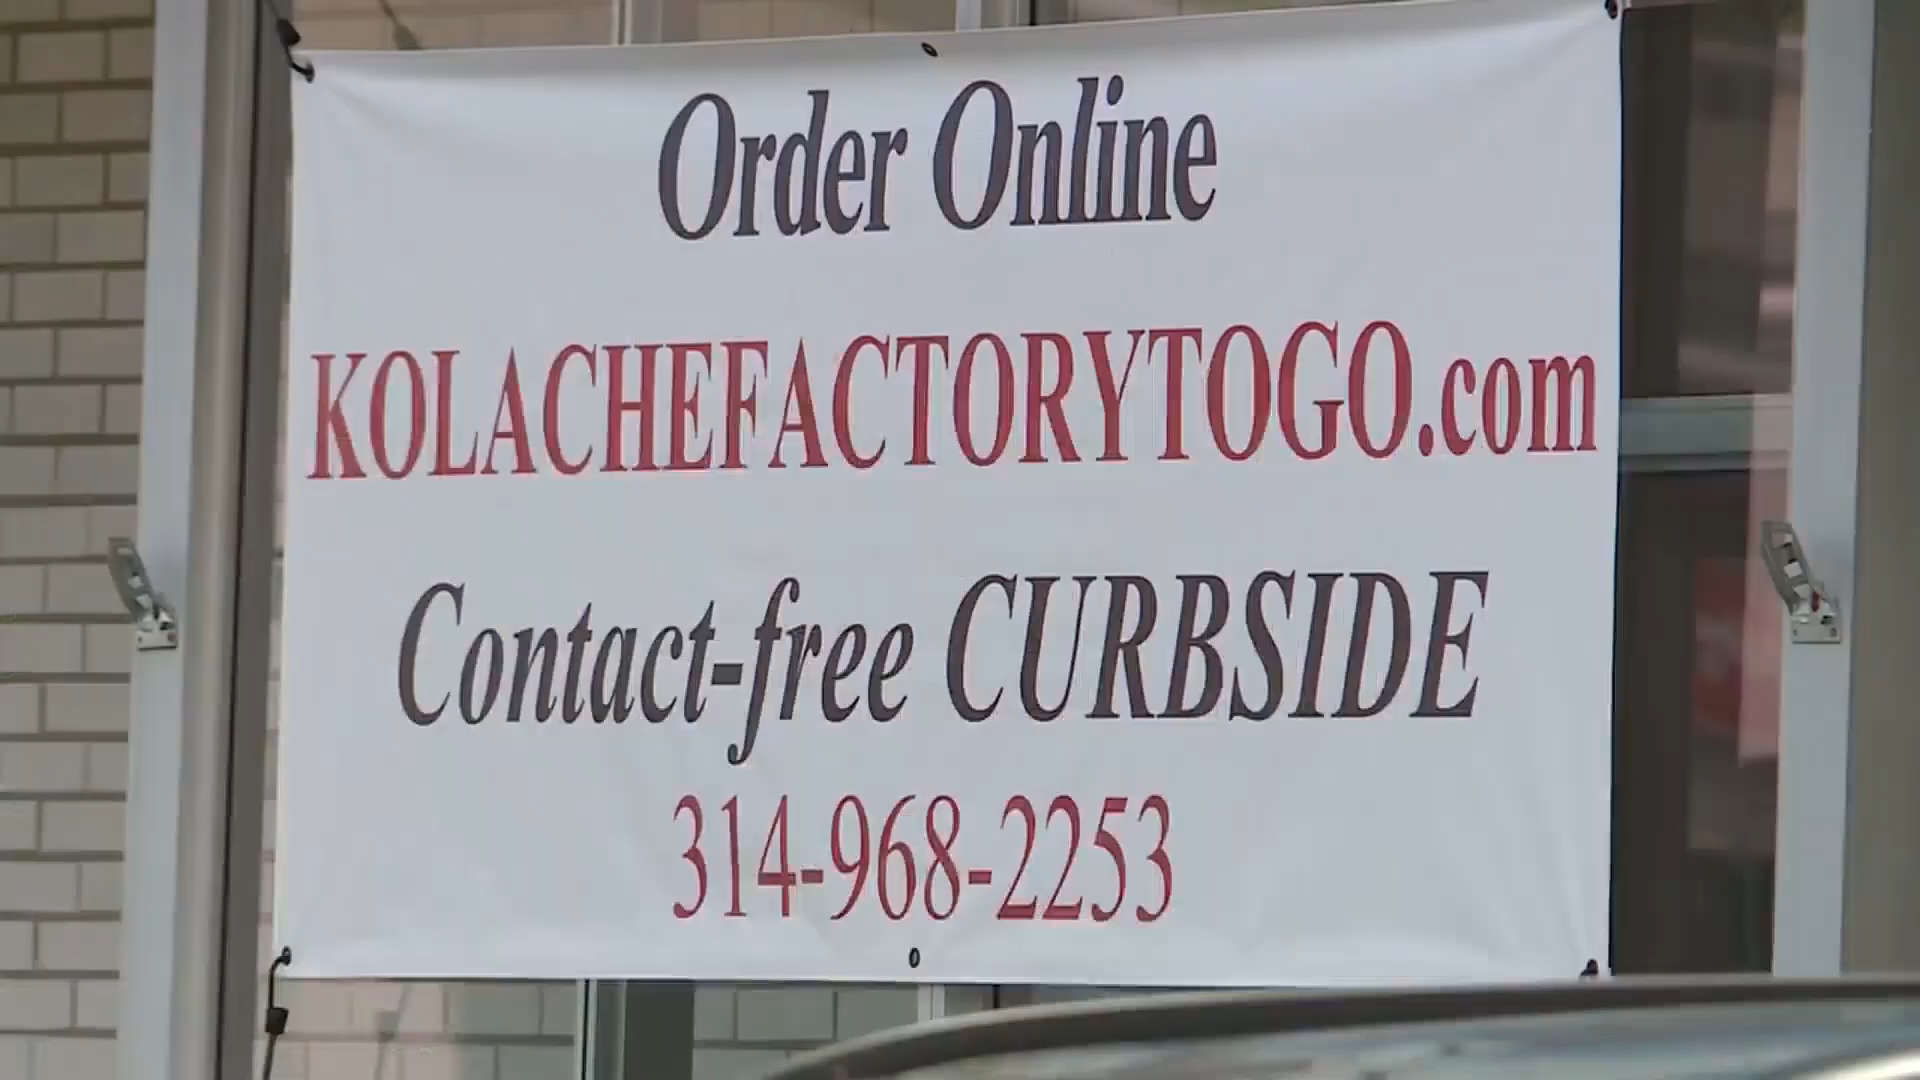 Order Online
KOLACHEFACTORYTOGO.com
Contact-free CURBSIDE
314-968-2253